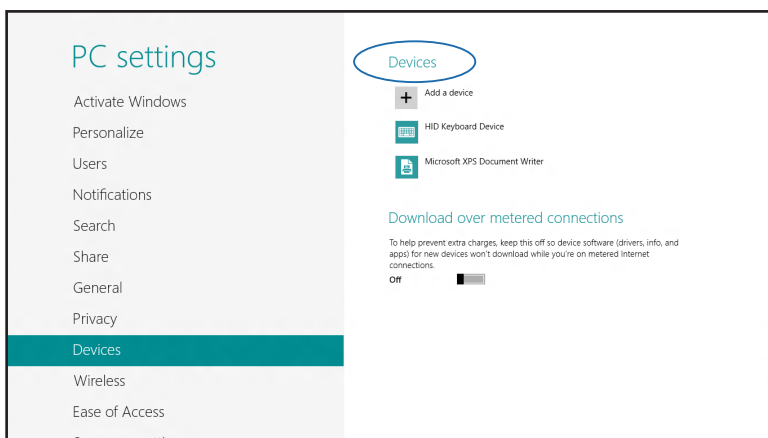 PC settings
Activate Windows
Personalize
Users
Notifications
Search
Share
General
Privacy
Devices
Wireless
Ease of Access
Devices
Add a device
HID Keyboard Device
Microsoft XPS Document Writer
Download over metered connections
To help prevent extra charges, keep this off so device software (drivers, info, and
apps) for new devices won't download while you're on metered Internet
connections.
Off